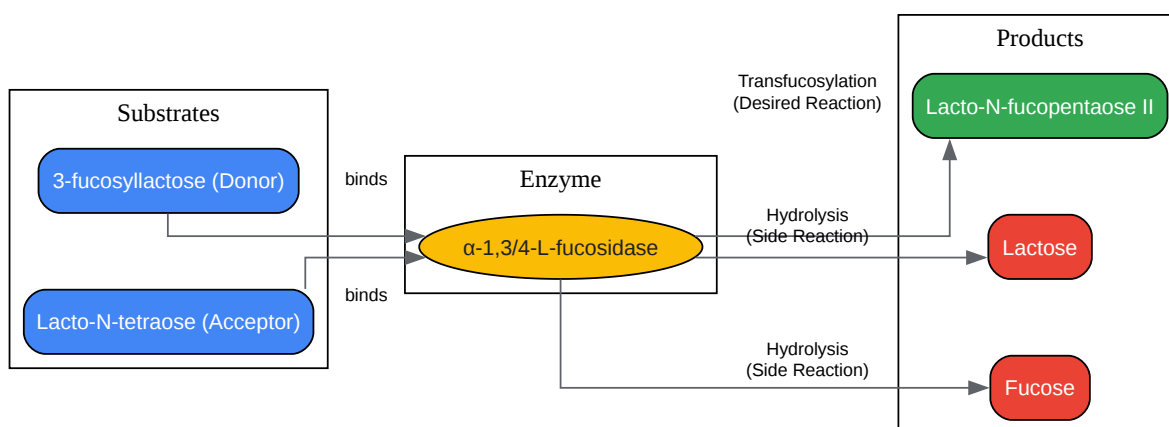 Products
Transfucosylation
(Desired Reaction)
Lacto-N-fucopentaose II
Substrates
3-fucosyllactose (Donor)
binds
Enzyme
Hydrolysis
(Side Reaction)
α-1,3/4-L-fucosidase
Lactose
Lacto-N-tetraose (Acceptor)
binds
Hydrolysis
(Side Reaction)
Fucose